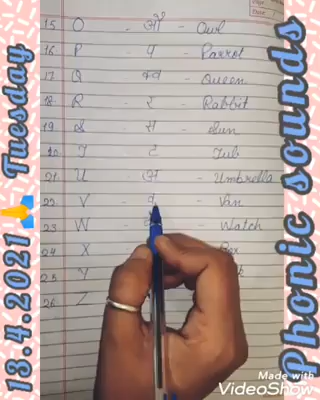 15. O - ऑ - Owl
16. P - प - Parrot
17. Q - क्व - Queen
18. R - र - Rabbit
19. S - स - Sun
20. T - ट - Tub
21. U - अ - Umbrella
22. V - व - Van
23. W - - Watch
24. X
25. Y
26. Z
13.4.2021 🙏 Tuesday
Phonic sounds
Made with
VideoShow